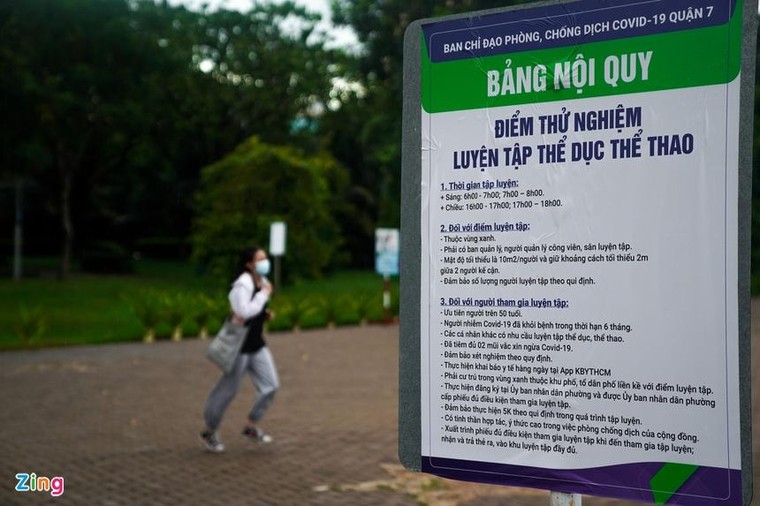 BAN CHỈ ĐẠO PHÒNG, CHỐNG DỊCH COVID-19 QUẬN 7
BẢNG NỘI QUY
ĐIỂM THỬ NGHIỆM
LUYỆN TẬP THỂ DỤC THỂ THAO
1. Thời gian tập luyện:
+ Sáng: 6h00 - 7h00; 7h00 – 8h00.
+ Chiều: 16h00 - 17h00; 17h00 – 18h00.
2. Đối với điểm luyện tập:
- Thuộc vùng xanh.
- Phải có ban quản lý, người quản lý công viên, sân luyện tập.
- Mật độ tối thiểu là 10m2/người và giữ khoảng cách tối thiểu 2m
giữa 2 người kế cận.
- Đảm bảo số lượng người luyện tập theo qui định.
3. Đối với người tham gia luyện tập:
- Ưu tiên người trên 50 tuổi.
- Người nhiễm Covid-19 đã khỏi bệnh trong thời hạn 6 tháng.
- Các cá nhân khác có nhu cầu luyện tập thể dục, thể thao.
- Đã tiêm đủ 02 mũi vắc xin ngừa Covid-19.
- Đảm bảo xét nghiệm theo quy định.
- Thực hiện khai báo y tế hàng ngày tại App KBYTHCM
- Phải cư trú trong vùng xanh thuộc khu phố, tổ dân phố liền kề với điểm luyện tập.
- Thực hiện đăng ký tại Ủy ban nhân dân phường và được Ủy ban nhân dân phường
cấp phiếu đủ điều kiện tham gia luyện tập.
- Đảm bảo thực hiện 5K theo qui định trong quá trình tập luyện.
- Có tinh thần hợp tác, ý thức cao trong việc phòng chống dịch của cộng đồng.
- Xuất trình phiếu đủ điều kiện tham gia luyện tập khi đến tham gia tập luyện;
nhận và trả thẻ ra, vào khu luyện tập đầy đủ.
Zing